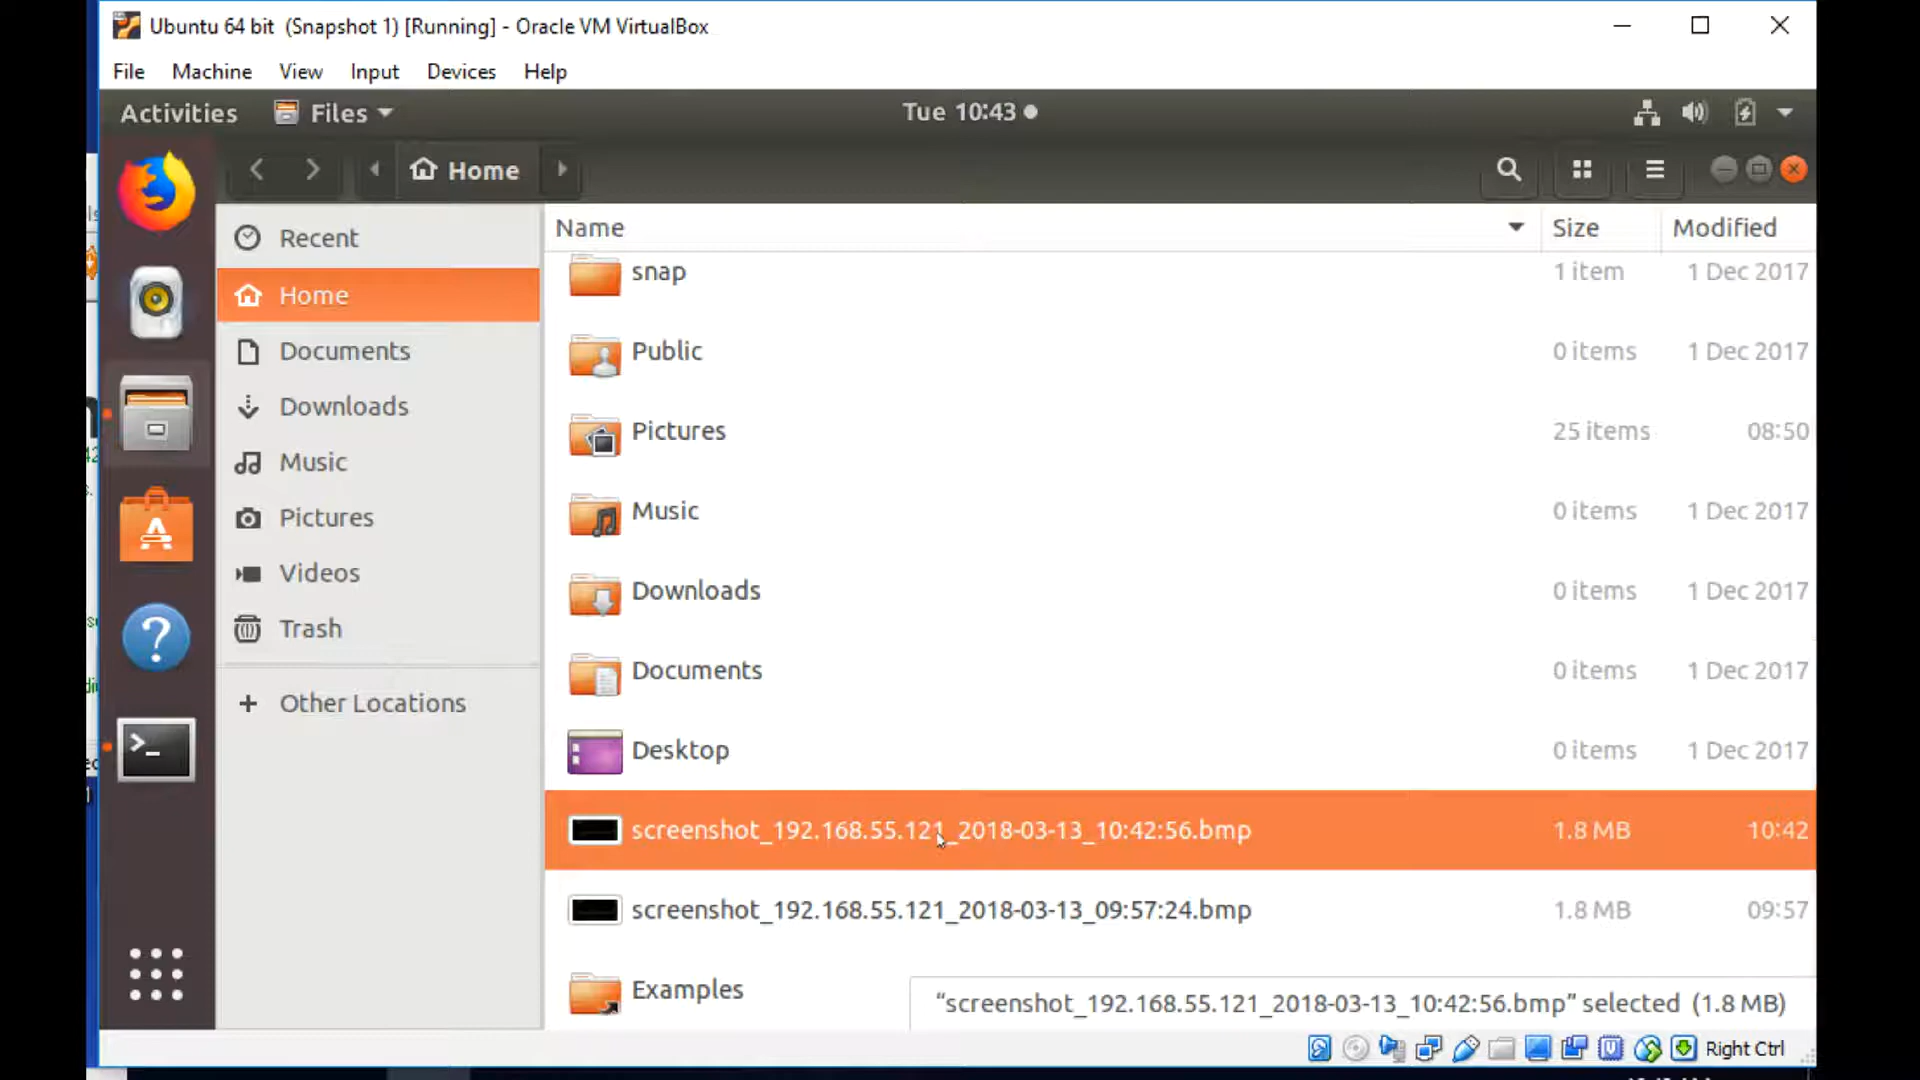 Ubuntu 64 bit (Snapshot 1) [Running] - Oracle VM VirtualBox
File Machine View Input Devices Help
Activities Files Tue 10:43
Home
Name Size Modified
Recent
Home
Documents
Downloads
Music
Pictures
Videos
Trash
+ Other Locations
snap 1 item 1 Dec 2017
Public 0 items 1 Dec 2017
Pictures 25 items 08:50
Music 0 items 1 Dec 2017
Downloads 0 items 1 Dec 2017
Documents 0 items 1 Dec 2017
Desktop 0 items 1 Dec 2017
screenshot_192.168.55.121_2018-03-13_10:42:56.bmp 1.8 MB 10:42
screenshot_192.168.55.121_2018-03-13_09:57:24.bmp 1.8 MB 09:57
Examples
“screenshot_192.168.55.121_2018-03-13_10:42:56.bmp” selected (1.8 MB)
Right Ctrl